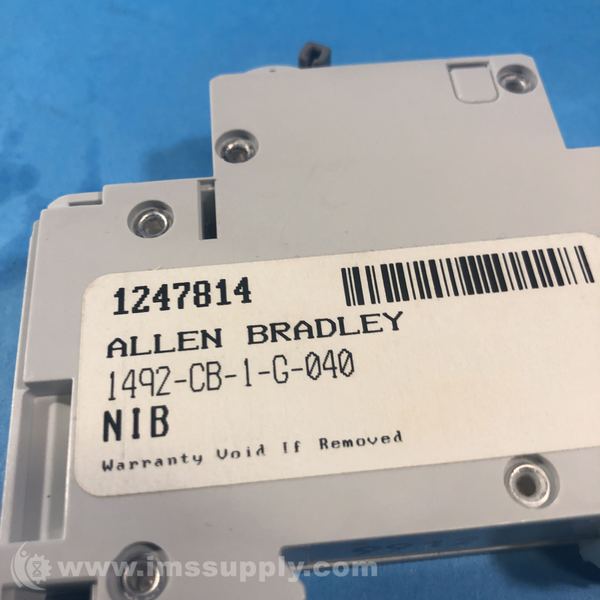 1247814
ALLEN BRADLEY
1492-CB-1-G-040
NIB
Warranty Void If Removed
www.imssupply.com